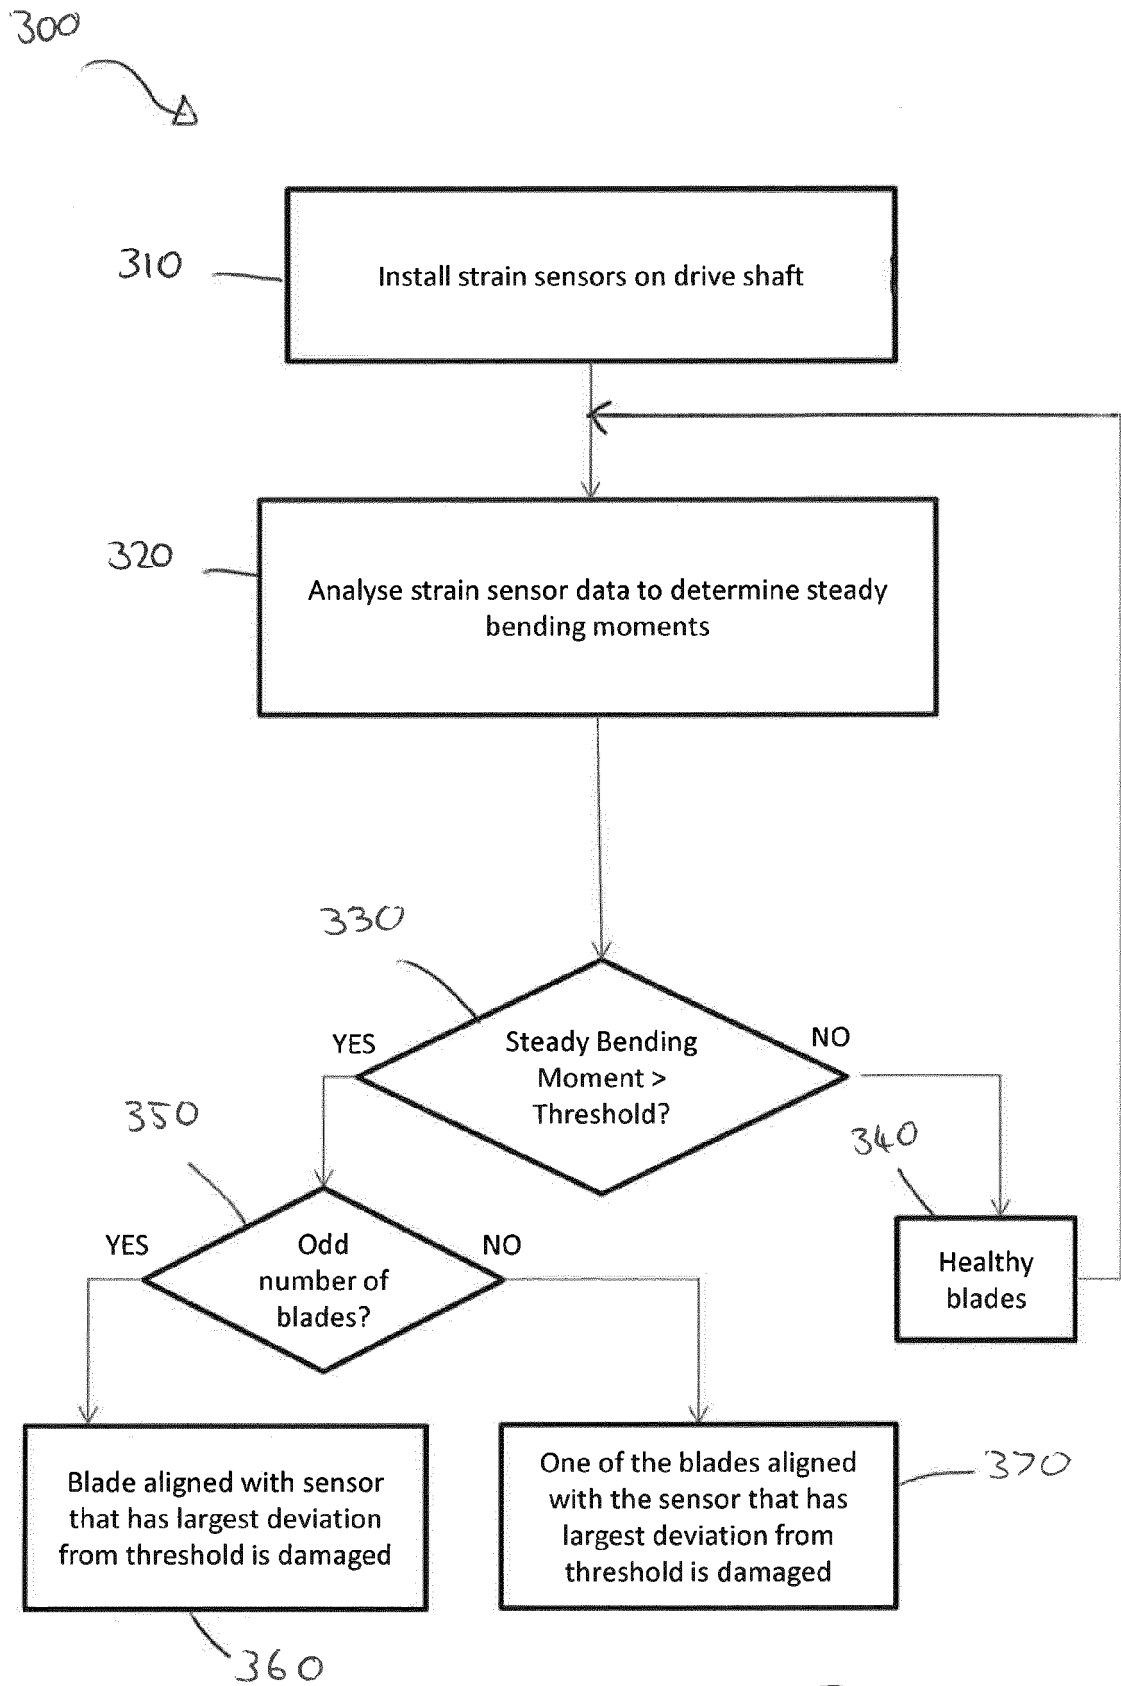 300
310
Install strain sensors on drive shaft
320
Analyse strain sensor data to determine steady
bending moments
330
YES
Steady Bending
Moment >
Threshold?
NO
350
340
YES
Odd
number of
blades?
NO
Healthy
blades
Blade aligned with sensor
that has largest deviation
from threshold is damaged
One of the blades aligned
with the sensor that has
largest deviation from
threshold is damaged
370
360